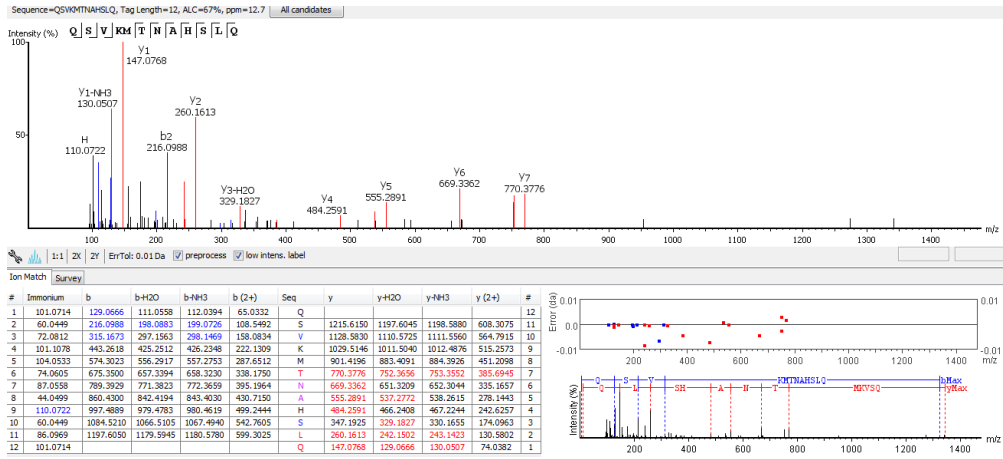 Sequence=QSVKMTNAHSLQ, Tag Length=12, ALC=67%, ppm=12.7 All candidates
Intensity (%) Q S V K M T N A H S L Q
100
y1
147.0768
y1-NH3
130.0507
y2
260.1613
50
H
110.0722
b2
216.0988
y3-H2O
329.1827
y4
484.2591
y5
555.2891
y6
669.3362
y7
770.3776
100 200 300 400 500 600 700 800 900 1000 1100 1200 1300 1400 m/z
1:1 2X 2Y ErrTol: 0.01 Da preprocess low intens. label
Ion Match Survey
# Immonium b b-H2O b-NH3 b (2+) Seq y y-H2O y-NH3 y (2+) #
1 101.0714 129.0666 111.0558 112.0394 65.0332 Q 12
2 60.0449 216.0988 198.0883 199.0726 108.5492 S 1215.6150 1197.6045 1198.5880 608.3075 11
3 72.0812 315.1673 297.1563 298.1469 158.0834 V 1128.5830 1110.5725 1111.5560 564.7915 10
4 101.1078 443.2618 425.2512 426.2348 222.1309 K 1029.5146 1011.5040 1012.4876 515.2573 9
5 104.0533 574.3023 556.2917 557.2753 287.6512 M 901.4196 883.4091 884.3926 451.2098 8
6 74.0605 675.3500 657.3394 658.3230 338.1750 T 770.3776 752.3656 753.3552 385.6945 7
7 87.0558 789.3929 771.3823 772.3659 395.1964 N 669.3362 651.3209 652.3044 335.1657 6
8 44.0499 860.4300 842.4194 843.4030 430.7150 A 555.2891 537.2772 538.2615 278.1443 5
9 110.0722 997.4889 979.4783 980.4619 499.2444 H 484.2591 466.2408 467.2244 242.6257 4
10 60.0449 1084.5210 1066.5105 1067.4940 542.7605 S 347.1925 329.1827 330.1655 174.0963 3
11 86.0969 1197.6050 1179.5945 1180.5780 599.3025 L 260.1613 242.1502 243.1423 130.5802 2
12 101.0714 Q 147.0768 129.0666 130.0507 74.0382 1
Error (da)
0.01 0.01
0.0
-0.01 -0.01
200 400 600 800 1000 1200 1400 m/z
Intensity (%)
Q S V KMTNAHSLQ bMax
Q L SH A N T MKVSQ yMax
200 400 600 800 1000 1200 1400 m/z